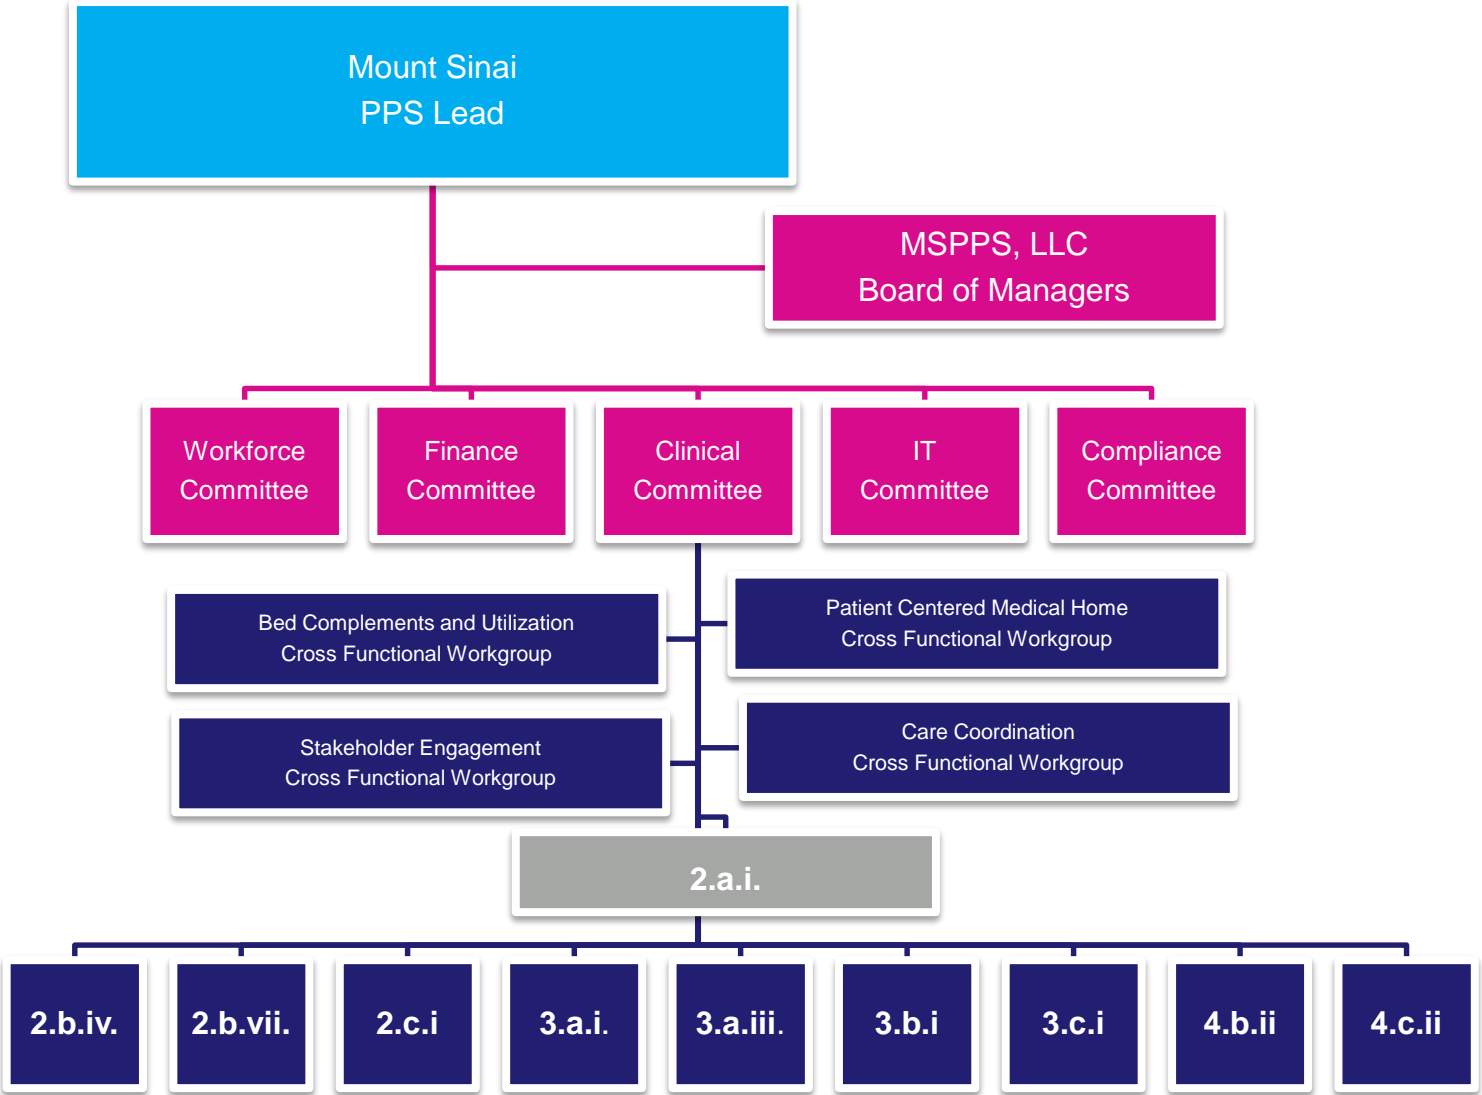 Mount Sinai
PPS Lead
MSPPS, LLC
Board of Managers
Workforce
Committee
Finance
Committee
Clinical
Committee
IT
Committee
Compliance
Committee
Bed Complements and Utilization
Cross Functional Workgroup
Patient Centered Medical Home
Cross Functional Workgroup
Stakeholder Engagement
Cross Functional Workgroup
Care Coordination
Cross Functional Workgroup
2.a.i.
2.b.iv.
2.b.vii.
2.c.i
3.a.i.
3.a.iii.
3.b.i
3.c.i
4.b.ii
4.c.ii